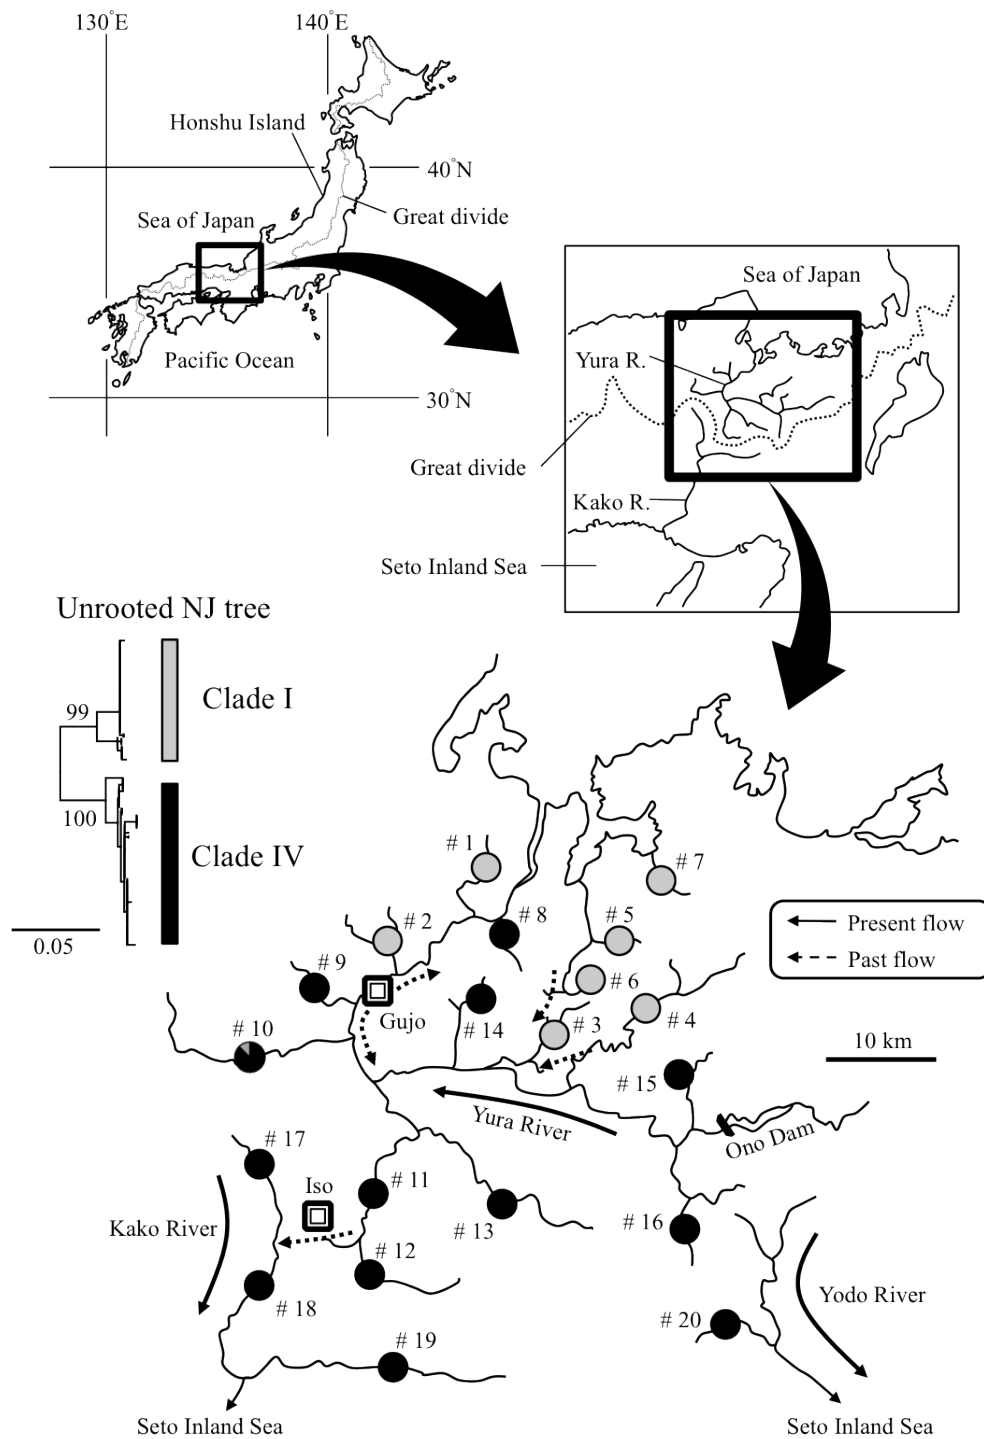 130°E
140°E
Honshu Island
40°N
Great divide
Sea of Japan
Pacific Ocean
30°N
Sea of Japan
Yura R.
Great divide
Kako R.
Seto Inland Sea
Unrooted NJ tree
99
Clade I
100
Clade IV
0.05
# 1
# 7
# 2
# 8
# 5
Present flow
Past flow
# 9
# 6
Gujo
# 14
# 3
# 4
# 10
10 km
# 15
Yura River
Ono Dam
# 17
Iso
# 11
Kako River
# 13
# 16
# 12
Yodo River
# 18
# 20
# 19
Seto Inland Sea
Seto Inland Sea